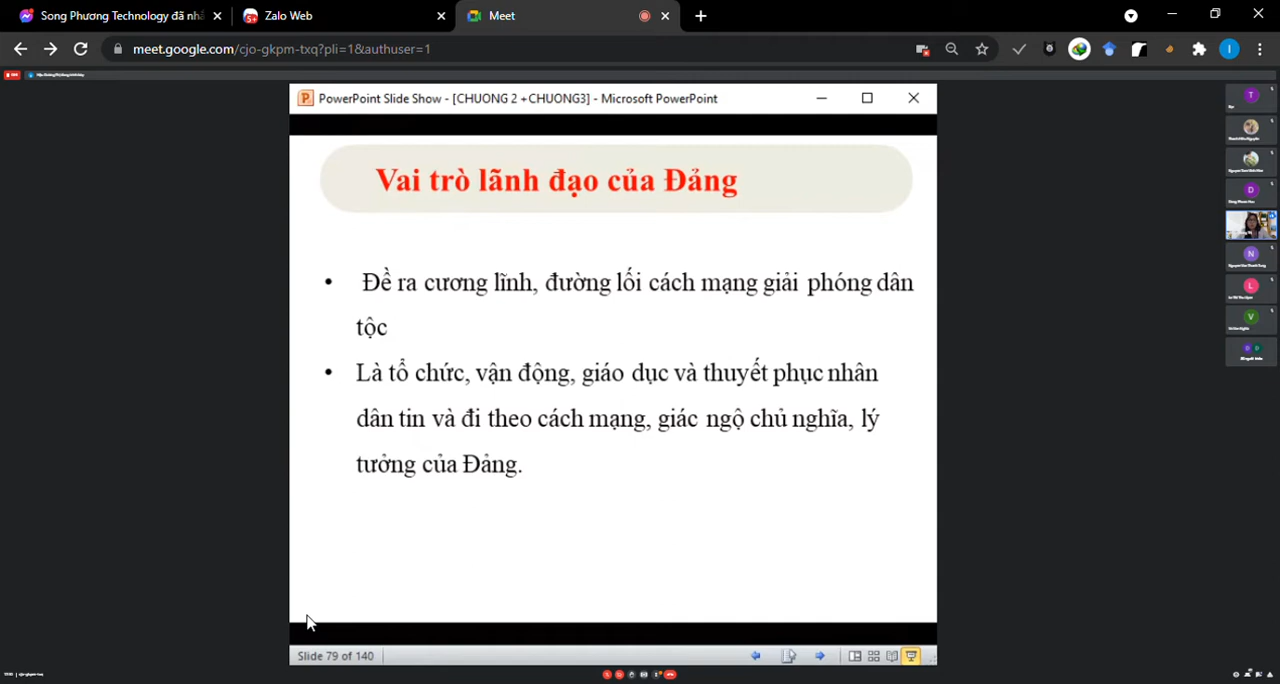 Song Phương Technology đã nhắ
Zalo Web
Meet
meet.google.com/cjo-gkpm-txq?pli=1&authuser=1
I
PowerPoint Slide Show - [CHUONG 2 +CHUONG3] - Microsoft PowerPoint
Vai trò lãnh đạo của Đảng
• Đề ra cương lĩnh, đường lối cách mạng giải phóng dân
tộc
• Là tổ chức, vận động, giáo dục và thuyết phục nhân
dân tin và đi theo cách mạng, giác ngộ chủ nghĩa, lý
tưởng của Đảng.
Slide 79 of 140
T
D
N
L
V